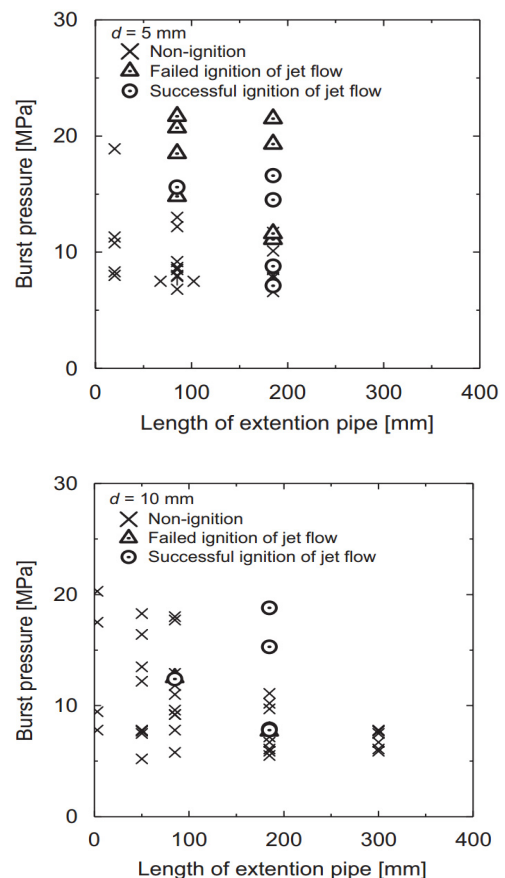 30
d = 5 mm
Non-ignition
Failed ignition of jet flow
Successful ignition of jet flow
20
10
0
Burst pressure [MPa]
0 100 200 300 400
Length of extention pipe [mm]
30
d = 10 mm
Non-ignition
Failed ignition of jet flow
Successful ignition of jet flow
20
10
0
Burst pressure [MPa]
0 100 200 300 400
Length of extention pipe [mm]